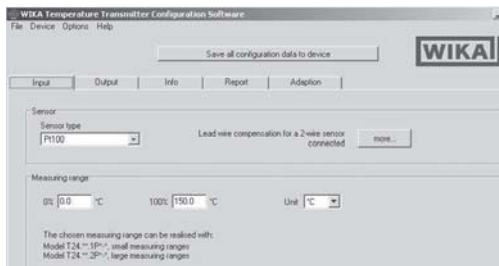 WIKA Temperature Transmitter Configuration Software
File Device Options Help
Save all configuration data to device
WIKA
Input Output Info Report Adaption
Sensor
Sensor type
Pt100
Lead wire compensation for a 2-wire sensor
connected
more...
Measuring range
0% 0.0 °C 100% 150.0 °C Unit °C
The chosen measuring range can be realised with:
Model T24.**.1P*-*, small measuring ranges
Model T24.**.2P*-*, large measuring ranges